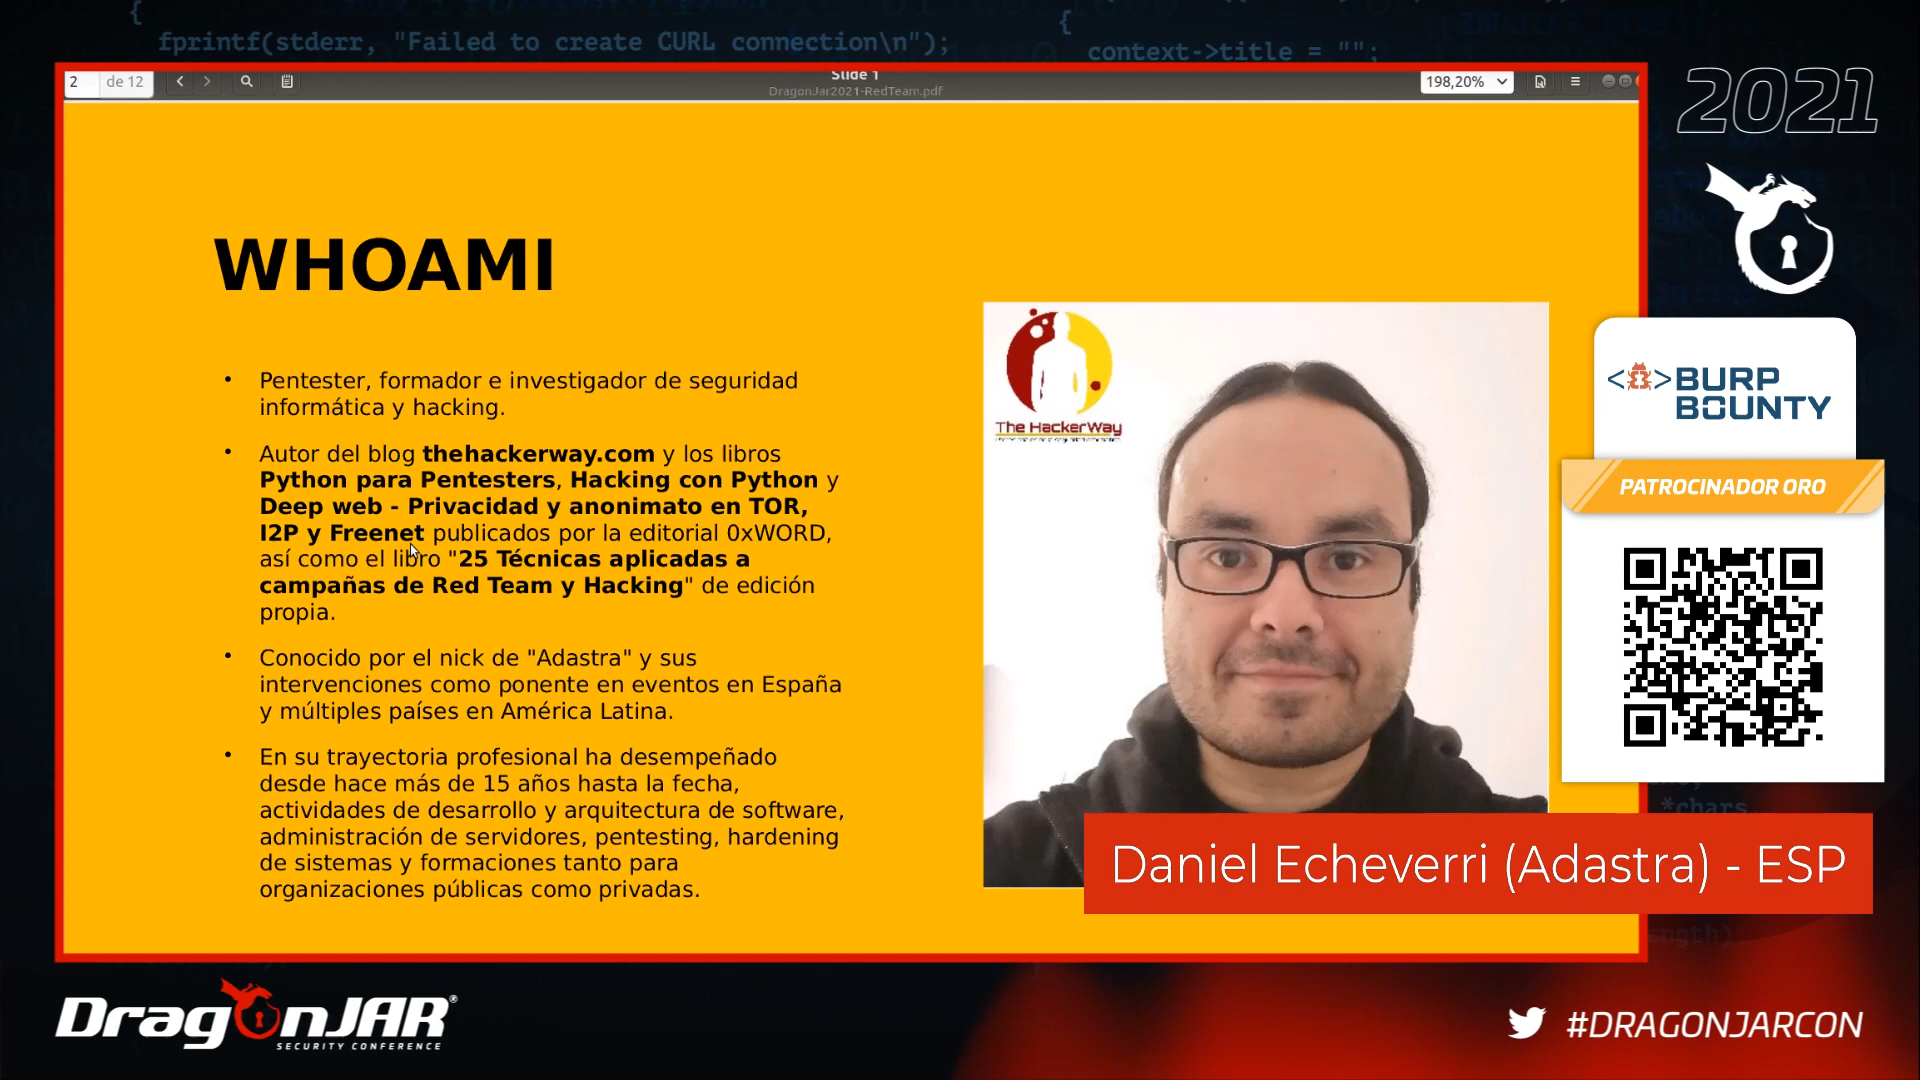 {
{
fprintf(stderr, "Failed to create CURL connection\n");
context->title = "";
2 de 12
Slide 1
DragonJar2021-RedTeam.pdf
198,20%
2021
WHOAMI
• Pentester, formador e investigador de seguridad
informática y hacking.
• Autor del blog thehackerway.com y los libros
Python para Pentesters, Hacking con Python y
Deep web - Privacidad y anonimato en TOR,
I2P y Freenet publicados por la editorial 0xWORD,
así como el libro "25 Técnicas aplicadas a
campañas de Red Team y Hacking" de edición
propia.
• Conocido por el nick de "Adastra" y sus
intervenciones como ponente en eventos en España
y múltiples países en América Latina.
• En su trayectoria profesional ha desempeñado
desde hace más de 15 años hasta la fecha,
actividades de desarrollo y arquitectura de software,
administración de servidores, pentesting, hardening
de sistemas y formaciones tanto para
organizaciones públicas como privadas.
The HackerWay
<>BURP
BOUNTY
PATROCINADOR ORO
*chars
Daniel Echeverri (Adastra) - ESP
DragonJAR®
SECURITY CONFERENCE
#DRAGONJARCON